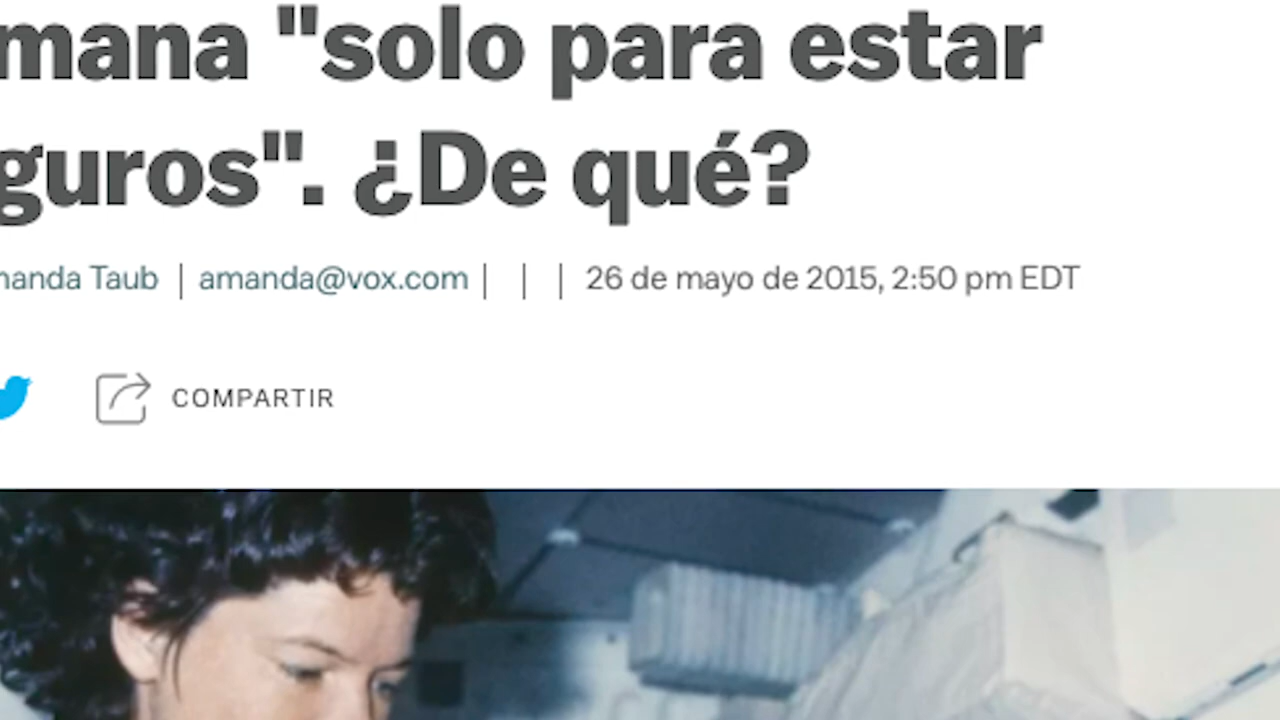 mana "solo para estar
guros". ¿De qué?
manda Taub | amanda@vox.com | | | 26 de mayo de 2015, 2:50 pm EDT
COMPARTIR